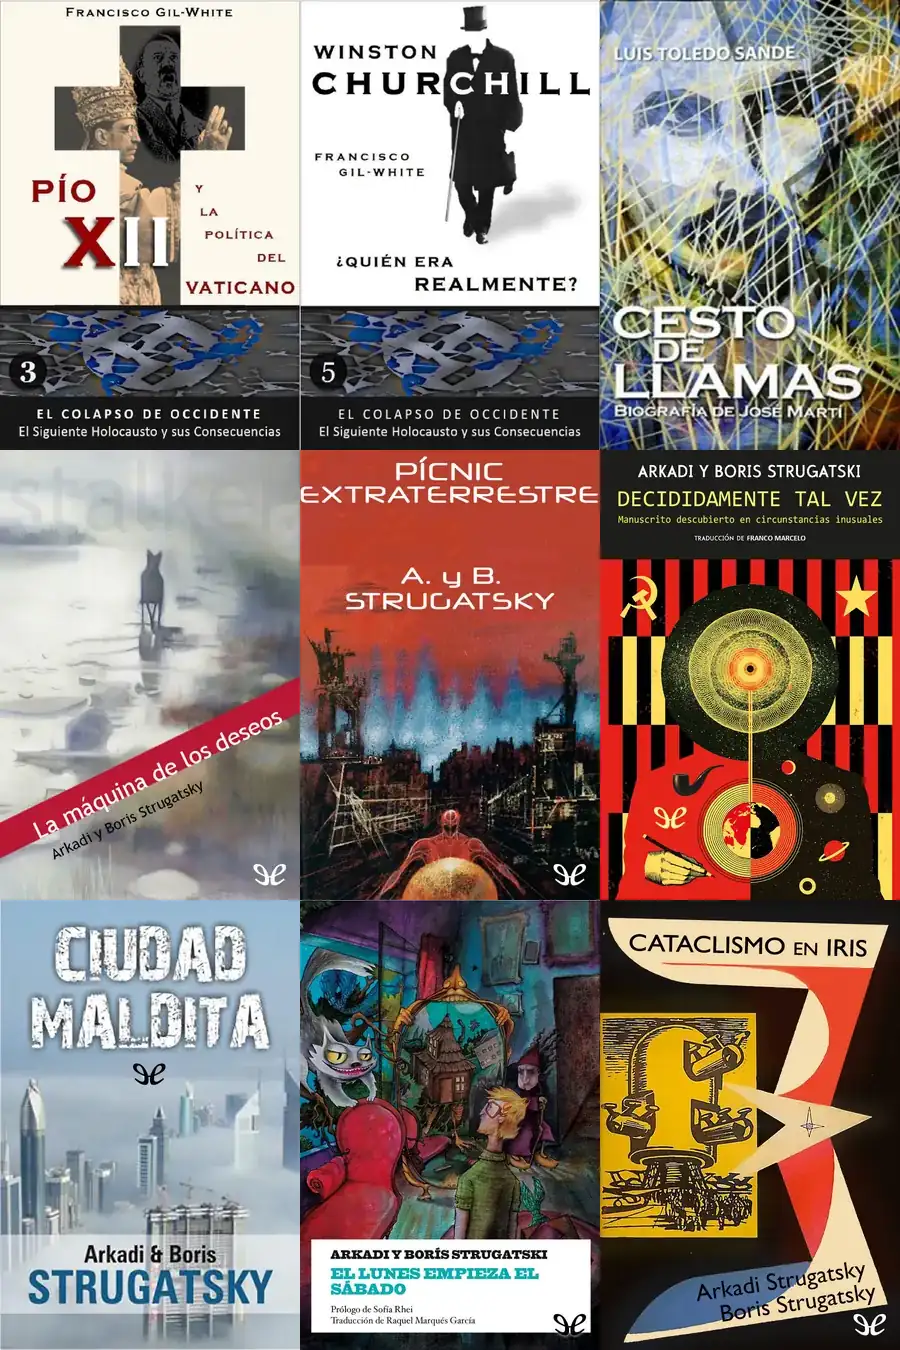 FRANCISCO GIL-WHITE
PÍO
XII
Y
LA
POLÍTICA
DEL
VATICANO
3
EL COLAPSO DE OCCIDENTE
El Siguiente Holocausto y sus Consecuencias
WINSTON
CHURCHILL
FRANCISCO
GIL-WHITE
¿QUIÉN ERA
REALMENTE?
5
EL COLAPSO DE OCCIDENTE
El Siguiente Holocausto y sus Consecuencias
LUIS TOLEDO SANDE
CESTO
DE
LLAMAS
BIOGRAFÍA DE JOSÉ MARTÍ
stalker
La máquina de los deseos
Arkadi y Boris Strugatsky
PÍCNIC
EXTRATERRESTRE
A. y B.
STRUGATSKY
ARKADI Y BORIS STRUGATSKI
DECIDIDAMENTE TAL VEZ
Manuscrito descubierto en circunstancias inusuales
TRADUCCIÓN DE FRANCO MARCELO
CIUDAD
MALDITA
Arkadi & Boris
STRUGATSKY
ARKADI Y BORÍS STRUGATSKI
EL LUNES EMPIEZA EL
SÁBADO
Prólogo de Sofía Rhei
Traducción de Raquel Marqués García
CATACLISMO EN IRIS
Arkadi Strugatsky
Boris Strugatsky